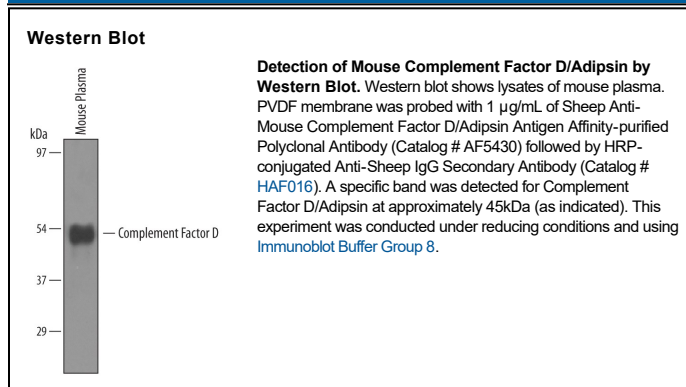 Western Blot
Mouse Plasma
kDa
97
54
Complement Factor D
37
29
Detection of Mouse Complement Factor D/Adipsin by
Western Blot. Western blot shows lysates of mouse plasma.
PVDF membrane was probed with 1 µg/mL of Sheep Anti-
Mouse Complement Factor D/Adipsin Antigen Affinity-purified
Polyclonal Antibody (Catalog # AF5430) followed by HRP-
conjugated Anti-Sheep IgG Secondary Antibody (Catalog #
HAF016). A specific band was detected for Complement
Factor D/Adipsin at approximately 45kDa (as indicated). This
experiment was conducted under reducing conditions and using
Immunoblot Buffer Group 8.